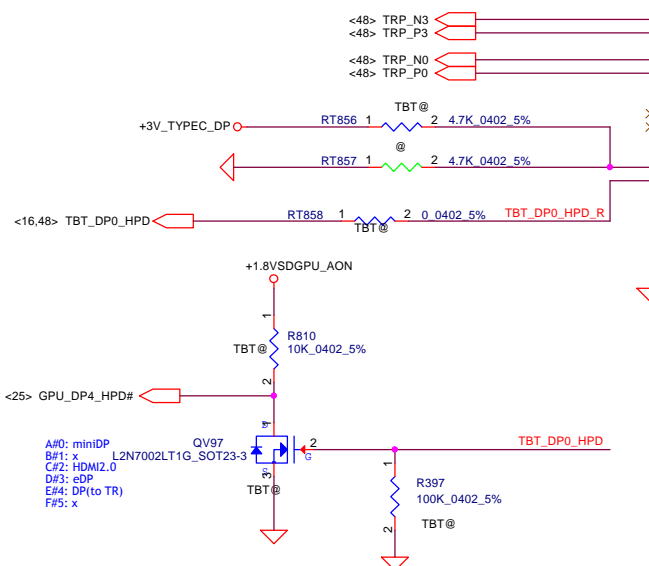 <48> TRP_N3
<48> TRP_P3
<48> TRP_N0
<48> TRP_P0
TBT@
+3V_TYPEC_DP RT856 1 2 4.7K_0402_5%
@
RT857 1 2 4.7K_0402_5%
<16,48> TBT_DP0_HPD RT858 1 2 0_0402_5% TBT_DP0_HPD_R
TBT@
+1.8VSDGPU_AON
1
R810
TBT@ 10K_0402_5%
2
<25> GPU_DP4_HPD#
1
D
A#0: miniDP QV97 2 TBT_DP0_HPD
B#1: x L2N7002LT1G_SOT23-3 G
C#2: HDMI2.0
D#3: eDP S
E#4: DP(to TR) 3 TBT@
F#5: x
1
R397
100K_0402_5%
2 TBT@